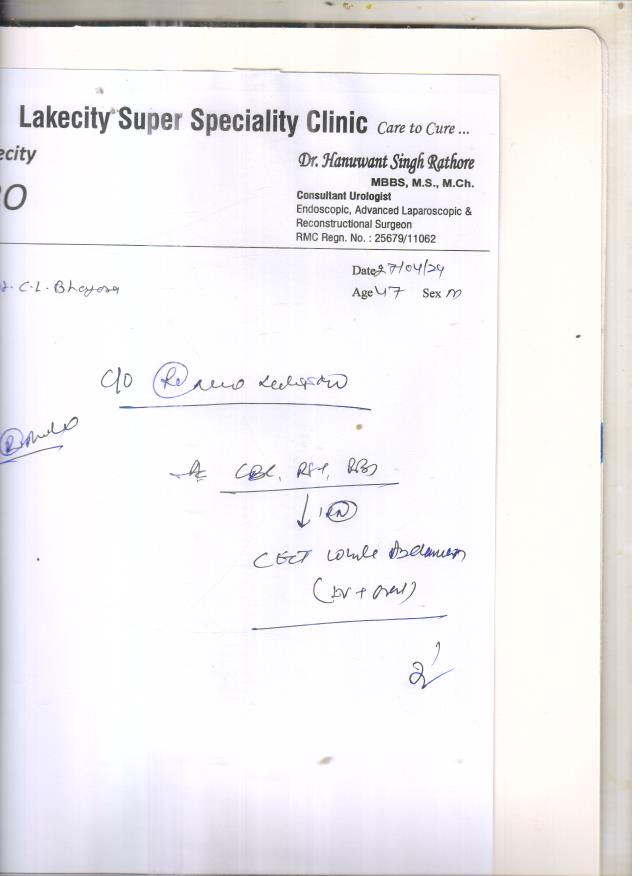 Lakecity Super Speciality Clinic Care to Cure ...
ecity
Dr. Hanuwant Singh Rathore
MBBS, M.S., M.Ch.
Consultant Urologist
Endoscopic, Advanced Laparoscopic &
Reconstructional Surgeon
RMC Regn. No. : 25679/11062
Date 27/04/24
C.L.
Age 47 Sex M
C/O
CBC, RFT, RBS
CECT whole Abdomen
(IV + oral)